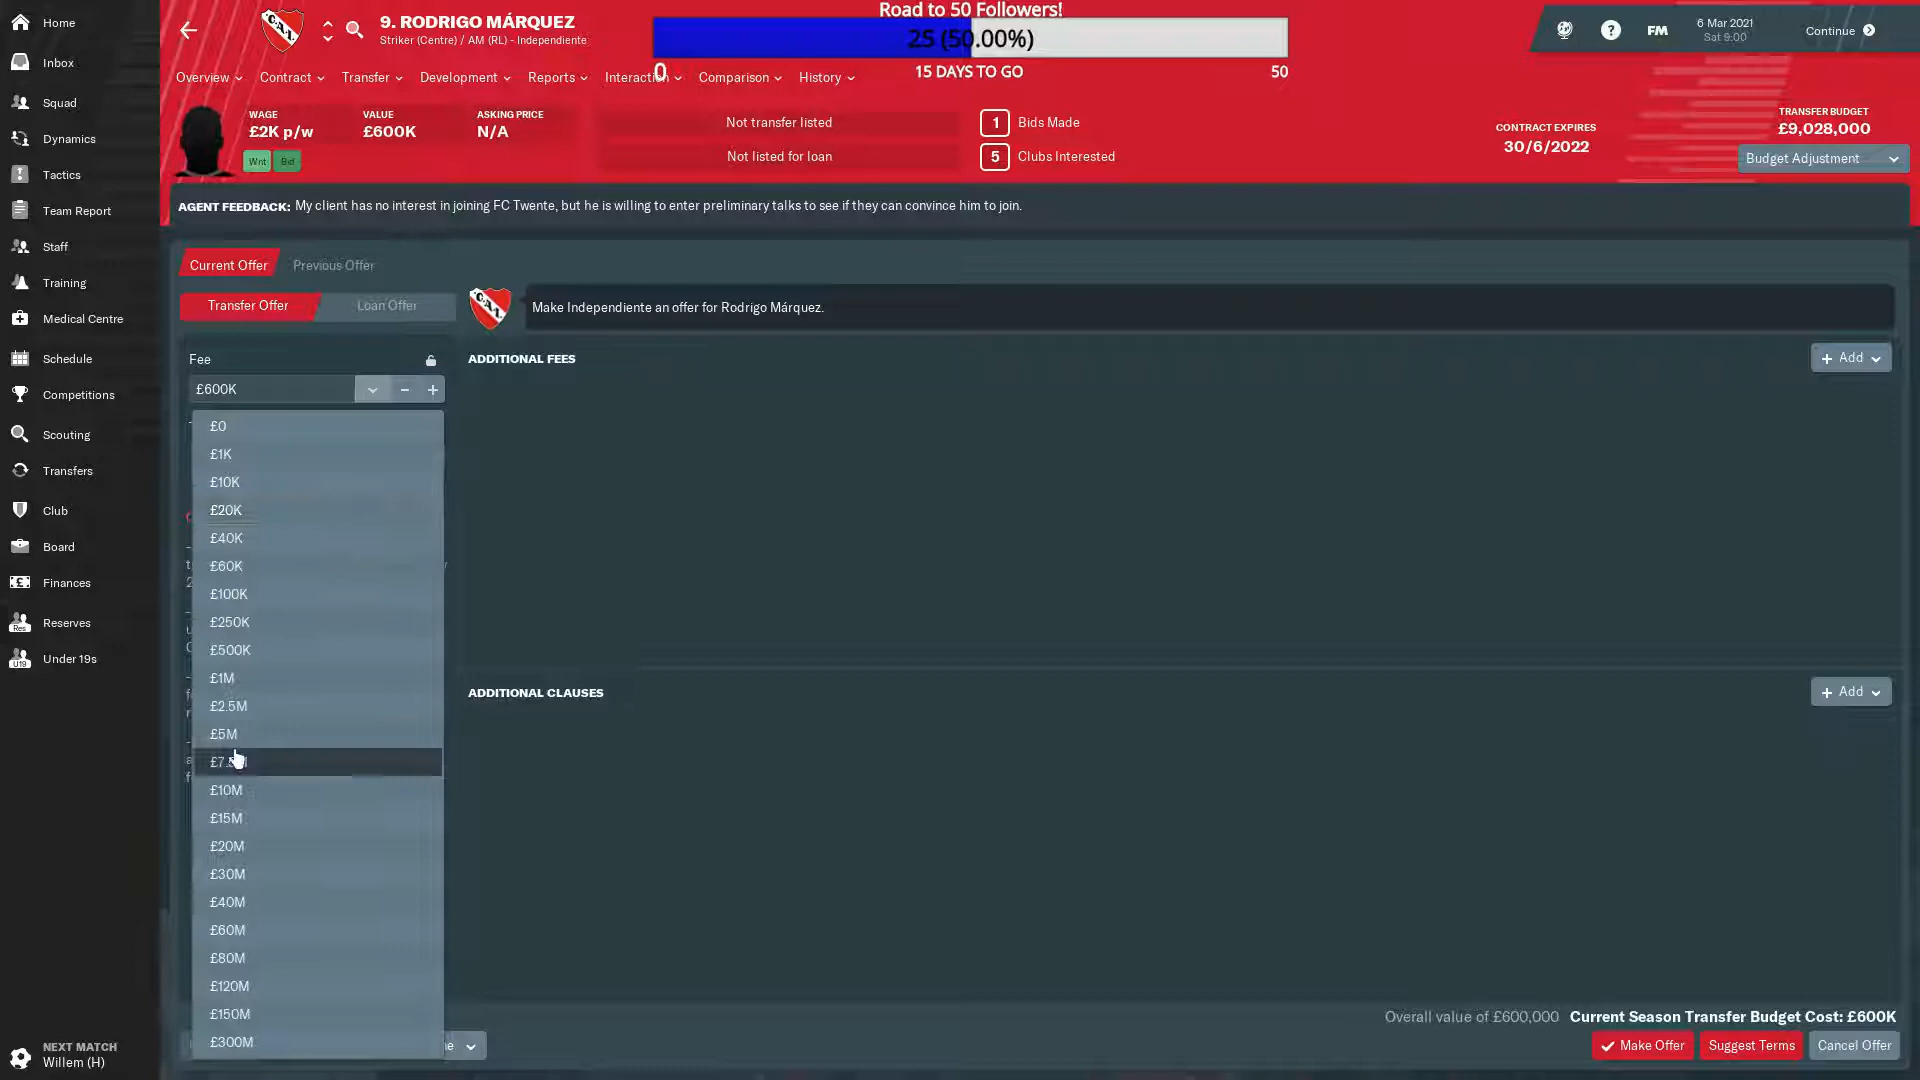 Home
Inbox
Squad
Dynamics
Tactics
Team Report
Staff
Training
Medical Centre
Schedule
Competitions
Scouting
Transfers
Club
Board
Finances
Reserves
Under 19s
NEXT MATCH
Willem (H)
9. RODRIGO MÁRQUEZ
Striker (Centre) / AM (RL) - Independiente
Road to 50 Followers!
25 (50.00%)
0
15 DAYS TO GO
50
FM
6 Mar 2021
Sat 9:00
Continue
Overview
Contract
Transfer
Development
Reports
Interaction
Comparison
History
WAGE
£2K p/w
VALUE
£600K
ASKING PRICE
N/A
Wnt
Bid
Not transfer listed
Not listed for loan
1 Bids Made
5 Clubs Interested
CONTRACT EXPIRES
30/6/2022
TRANSFER BUDGET
£9,028,000
Budget Adjustment
AGENT FEEDBACK: My client has no interest in joining FC Twente, but he is willing to enter preliminary talks to see if they can convince him to join.
Current Offer
Previous Offer
Transfer Offer
Loan Offer
Make Independiente an offer for Rodrigo Márquez.
Fee
£600K
£0
£1K
£10K
£20K
£40K
£60K
£100K
£250K
£500K
£1M
£2.5M
£5M
£10M
£15M
£20M
£30M
£40M
£60M
£80M
£120M
£150M
£300M
ADDITIONAL FEES
Add
ADDITIONAL CLAUSES
Add
Overall value of £600,000
Current Season Transfer Budget Cost: £600K
Make Offer
Suggest Terms
Cancel Offer